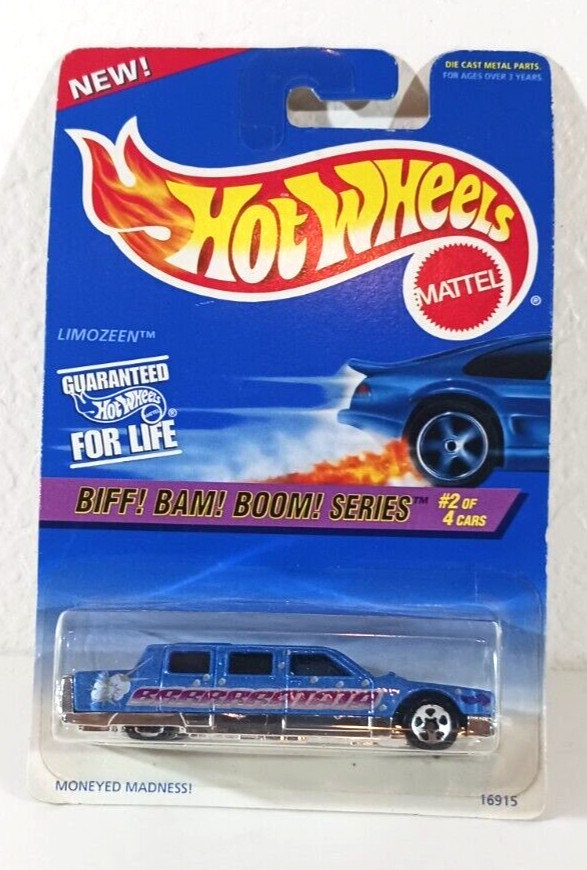 NEW!
DIE CAST METAL PARTS.
FOR AGES OVER 3 YEARS
Hot Wheels
MATTEL
®
LIMOZEEN™
GUARANTEED
Hot Wheels ®
FOR LIFE
BIFF! BAM! BOOM! SERIES™ #2 OF
4 CARS
MONEYED MADNESS!
16915